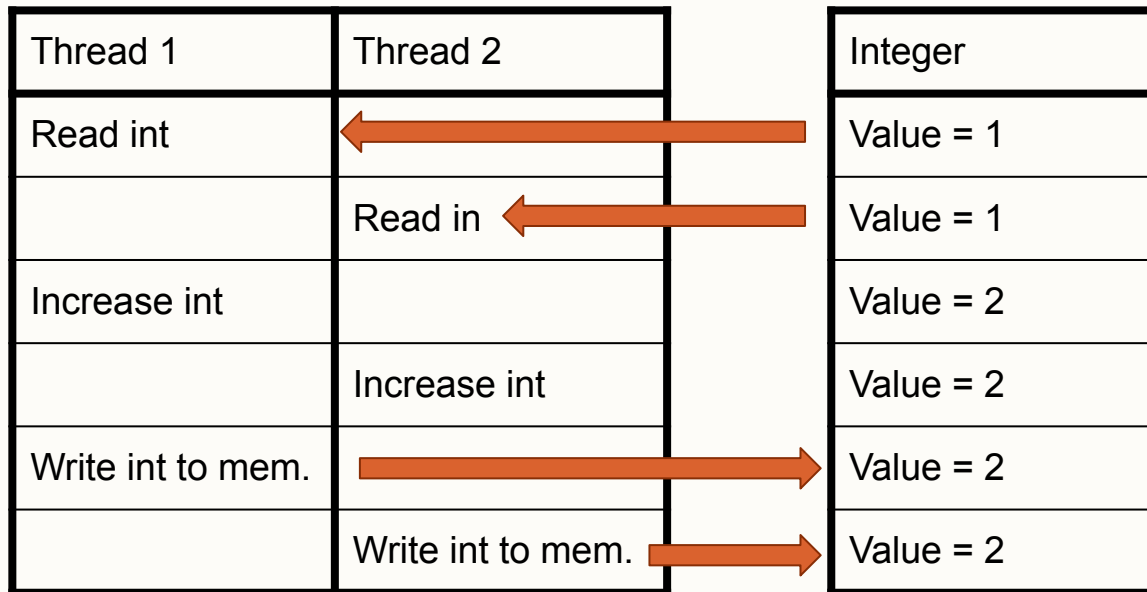 Thread 1 Thread 2 Integer
Read int Value = 1
Read in Value = 1
Increase int Value = 2
Increase int Value = 2
Write int to mem. Value = 2
Write int to mem. Value = 2